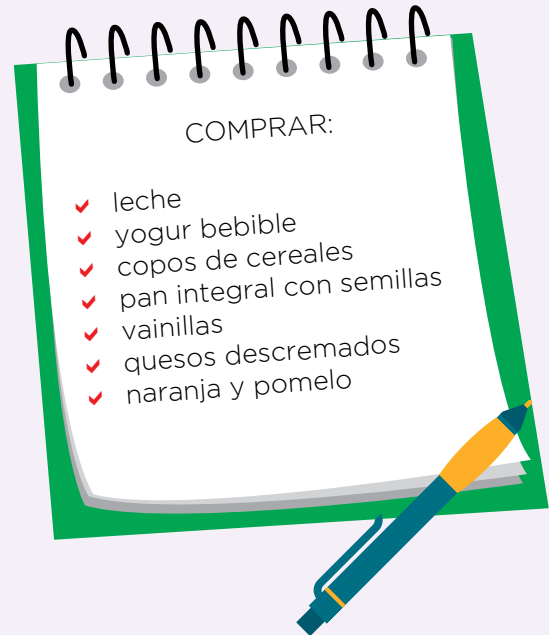 COMPRAR:
leche
yogur bebible
copos de cereales
pan integral con semillas
vainillas
quesos descremados
naranja y pomelo